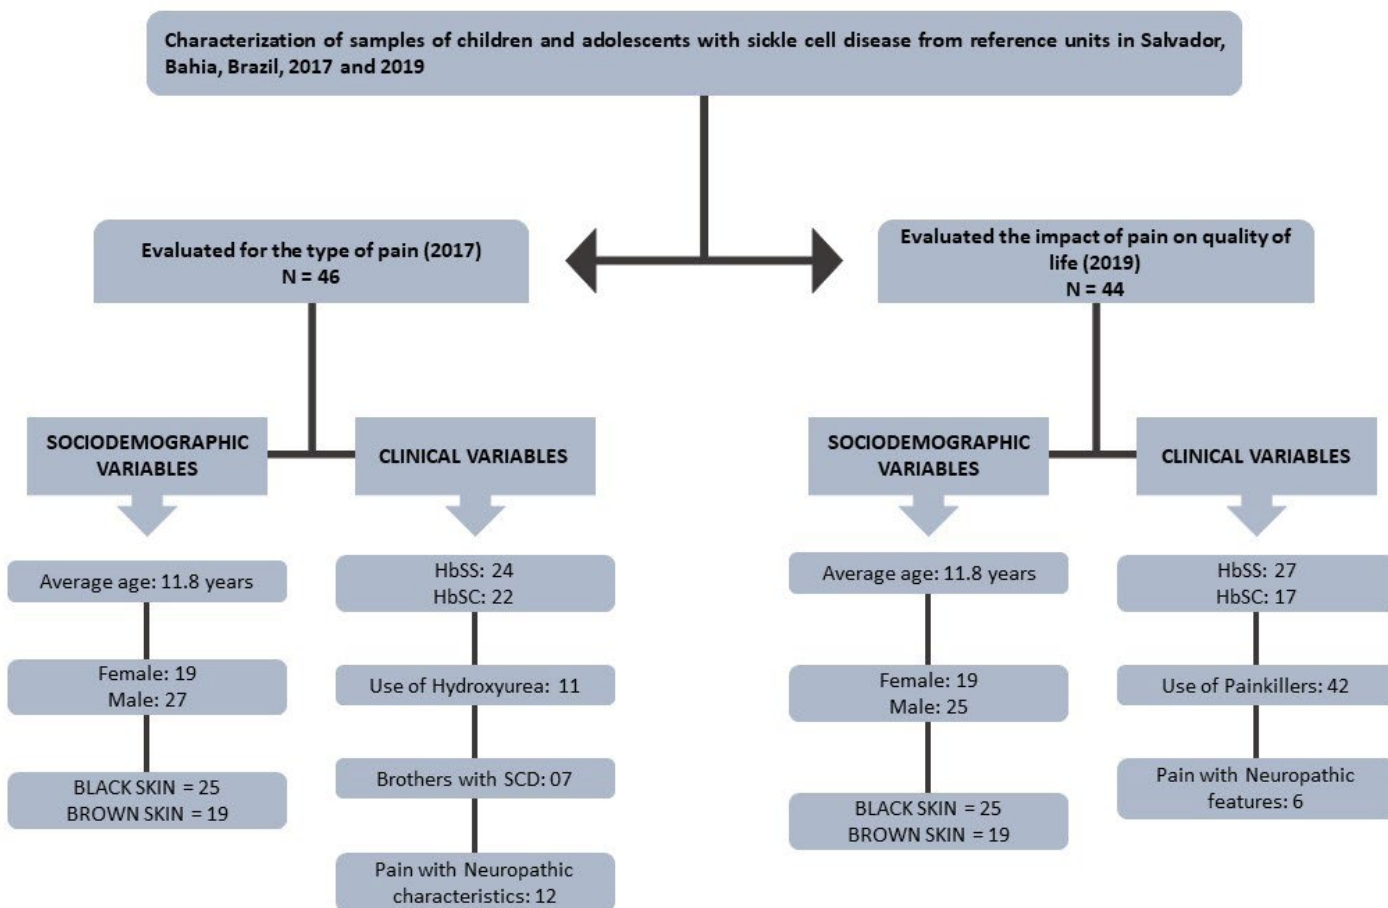 Characterization of samples of children and adolescents with sickle cell disease from reference units in Salvador,
Bahia, Brazil, 2017 and 2019
Evaluated for the type of pain (2017)
N = 46
SOCIODEMOGRAPHIC
VARIABLES
Average age: 11.8 years
Female: 19
Male: 27
BLACK SKIN = 25
BROWN SKIN = 19
CLINICAL VARIABLES
HbSS: 24
HbSC: 22
Use of Hydroxyurea: 11
Brothers with SCD: 07
Pain with Neuropathic
characteristics: 12
Evaluated the impact of pain on quality of
life (2019)
N = 44
SOCIODEMOGRAPHIC
VARIABLES
Average age: 11.8 years
Female: 19
Male: 25
BLACK SKIN = 25
BROWN SKIN = 19
CLINICAL VARIABLES
HbSS: 27
HbSC: 17
Use of Painkillers: 42
Pain with Neuropathic
features: 6